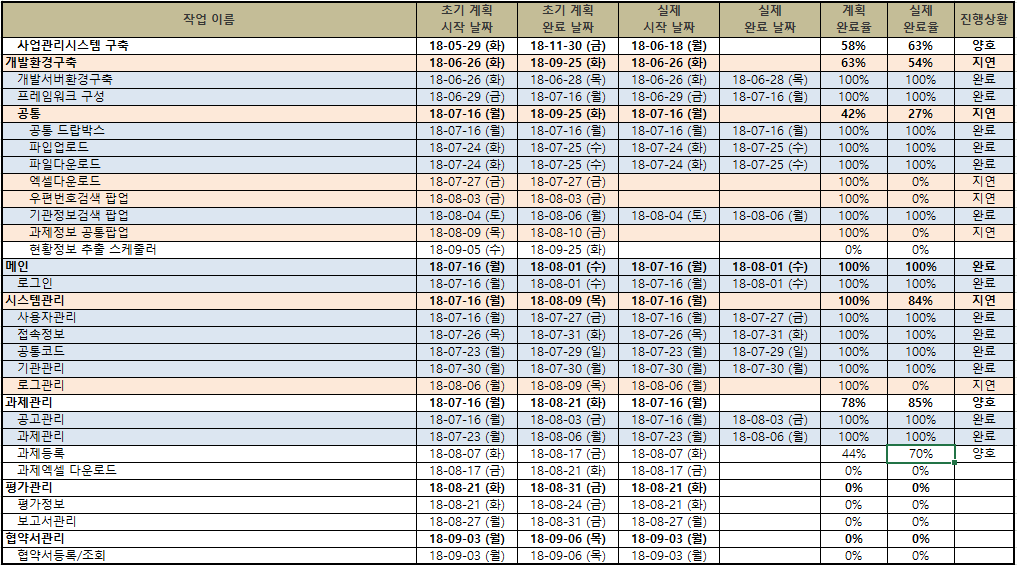 작업 이름 초기 계획 시작 날짜 초기 계획 완료 날짜 실제 시작 날짜 실제 완료 날짜 계획 완료율 실제 완료율 진행상황
사업관리시스템 구축 18-05-29 (화) 18-11-30 (금) 18-06-18 (월) 58% 63% 양호
개발환경구축 18-06-26 (화) 18-09-25 (화) 18-06-26 (화) 63% 54% 지연
개발서버환경구축 18-06-26 (화) 18-06-28 (목) 18-06-26 (화) 18-06-28 (목) 100% 100% 완료
프레임워크 구성 18-06-29 (금) 18-07-16 (월) 18-06-29 (금) 18-07-16 (월) 100% 100% 완료
공통 18-07-16 (월) 18-09-25 (화) 18-07-16 (월) 42% 27% 지연
공통 드랍박스 18-07-16 (월) 18-07-16 (월) 18-07-16 (월) 18-07-16 (월) 100% 100% 완료
파입업로드 18-07-24 (화) 18-07-25 (수) 18-07-24 (화) 18-07-25 (수) 100% 100% 완료
파일다운로드 18-07-24 (화) 18-07-25 (수) 18-07-24 (화) 18-07-25 (수) 100% 100% 완료
엑셀다운로드 18-07-27 (금) 18-07-27 (금) 100% 0% 지연
우편번호검색 팝업 18-08-03 (금) 18-08-03 (금) 100% 0% 지연
기관정보검색 팝업 18-08-04 (토) 18-08-06 (월) 18-08-04 (토) 18-08-06 (월) 100% 100% 완료
과제정보 공통팝업 18-08-09 (목) 18-08-10 (금) 100% 0% 지연
현황정보 추출 스케줄러 18-09-05 (수) 18-09-25 (화) 0% 0%
메인 18-07-16 (월) 18-08-01 (수) 18-07-16 (월) 18-08-01 (수) 100% 100% 완료
로그인 18-07-16 (월) 18-08-01 (수) 18-07-16 (월) 18-08-01 (수) 100% 100% 완료
시스템관리 18-07-16 (월) 18-08-09 (목) 18-07-16 (월) 100% 84% 지연
사용자관리 18-07-16 (월) 18-07-27 (금) 18-07-16 (월) 18-07-27 (금) 100% 100% 완료
접속정보 18-07-26 (목) 18-07-31 (화) 18-07-26 (목) 18-07-31 (화) 100% 100% 완료
공통코드 18-07-23 (월) 18-07-29 (일) 18-07-23 (월) 18-07-29 (일) 100% 100% 완료
기관관리 18-07-30 (월) 18-07-30 (월) 18-07-30 (월) 18-07-30 (월) 100% 100% 완료
로그관리 18-08-06 (월) 18-08-09 (목) 18-08-06 (월) 100% 0% 지연
과제관리 18-07-16 (월) 18-08-21 (화) 18-07-16 (월) 78% 85% 양호
공고관리 18-07-16 (월) 18-08-03 (금) 18-07-16 (월) 18-08-03 (금) 100% 100% 완료
과제관리 18-07-23 (월) 18-08-06 (월) 18-07-23 (월) 18-08-06 (월) 100% 100% 완료
과제등록 18-08-07 (화) 18-08-17 (금) 18-08-07 (화) 44% 70% 양호
과제엑셀 다운로드 18-08-17 (금) 18-08-21 (화) 18-08-17 (금) 0% 0%
평가관리 18-08-21 (화) 18-08-31 (금) 18-08-21 (화) 0% 0%
평가정보 18-08-21 (화) 18-08-24 (금) 18-08-21 (화) 0% 0%
보고서관리 18-08-27 (월) 18-08-31 (금) 18-08-27 (월) 0% 0%
협약서관리 18-09-03 (월) 18-09-06 (목) 18-09-03 (월) 0% 0%
협약서등록/조회 18-09-03 (월) 18-09-06 (목) 18-09-03 (월) 0% 0%